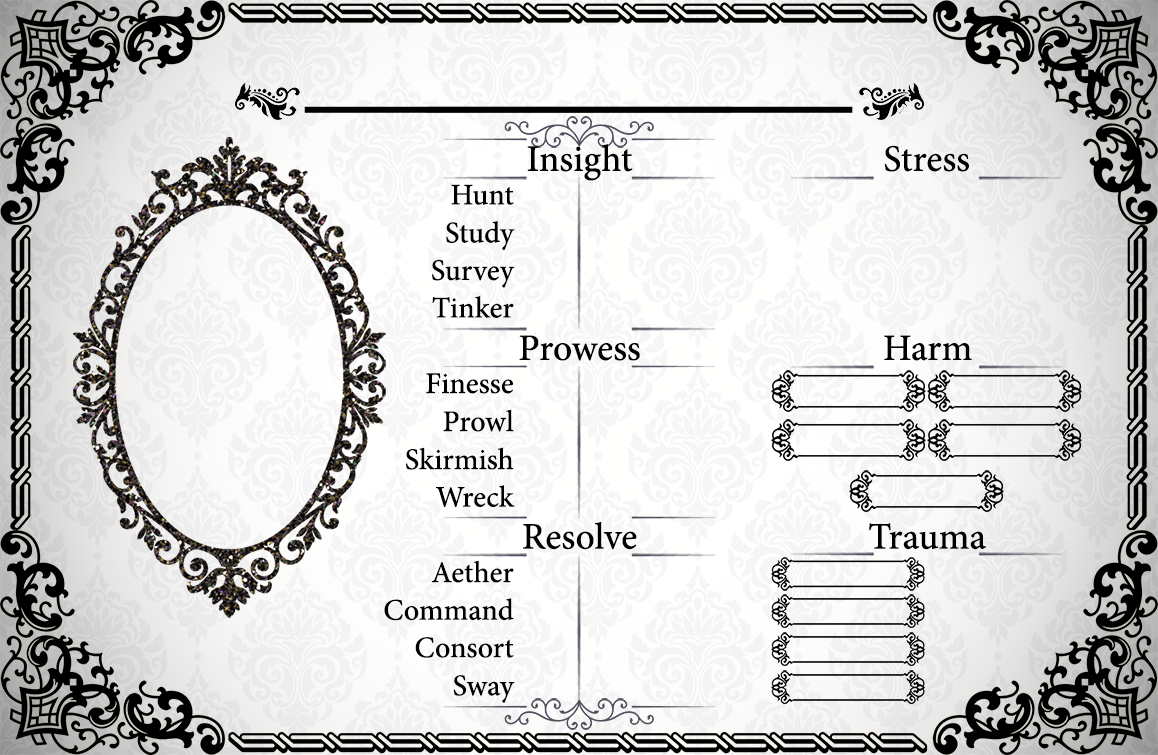 Insight
Hunt
Study
Survey
Tinker
Prowess
Finesse
Prowl
Skirmish
Wreck
Resolve
Aether
Command
Consort
Sway
Stress
Harm
Trauma